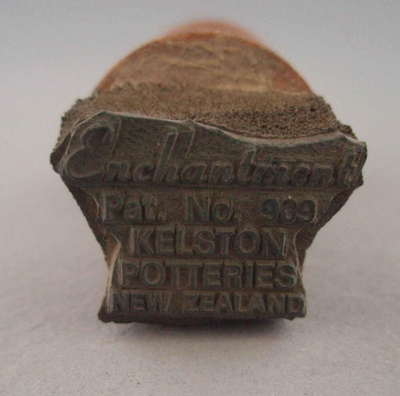 Enchantment
Pat. No. 909
KELSTON
POTTERIES
NEW ZEALAND